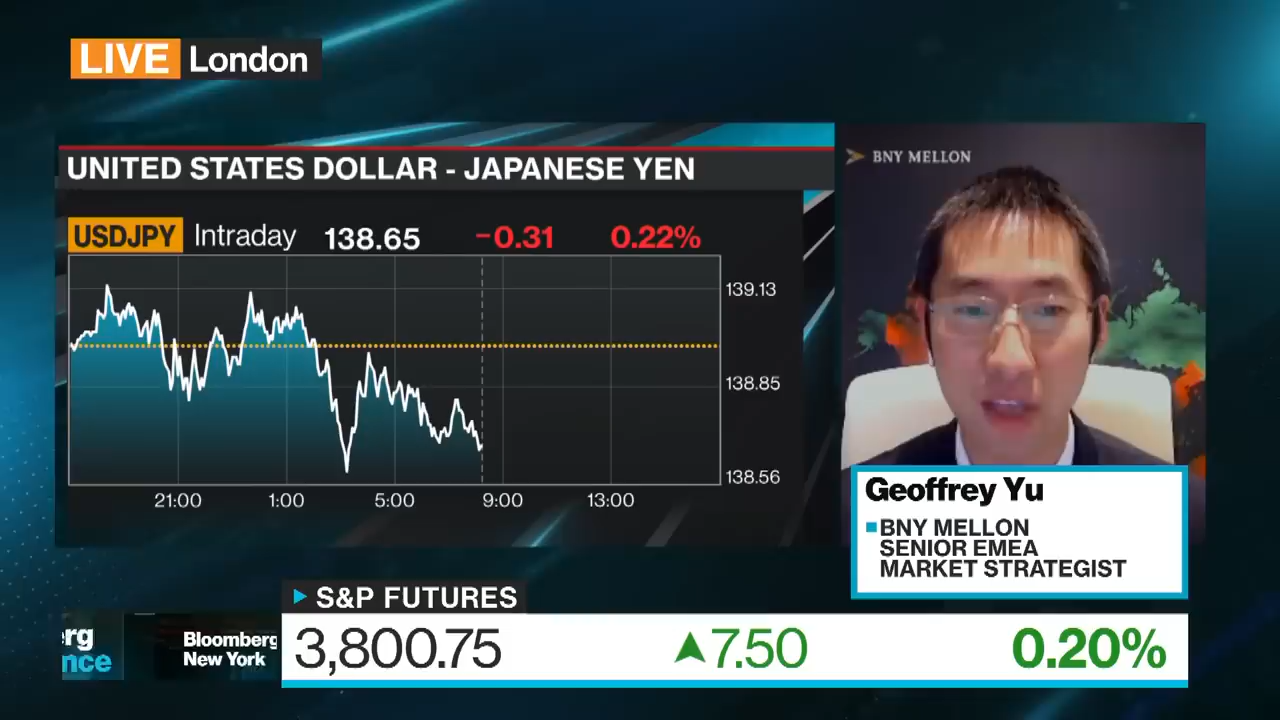 LIVE London
UNITED STATES DOLLAR - JAPANESE YEN
USDJPY Intraday 138.65 -0.31 0.22%
139.13
138.85
138.56
21:00 1:00 5:00 9:00 13:00
BNY MELLON
Geoffrey Yu
BNY MELLON
SENIOR EMEA
MARKET STRATEGIST
S&P FUTURES
3,800.75 7.50 0.20%
rg
nce
Bloomberg
New York